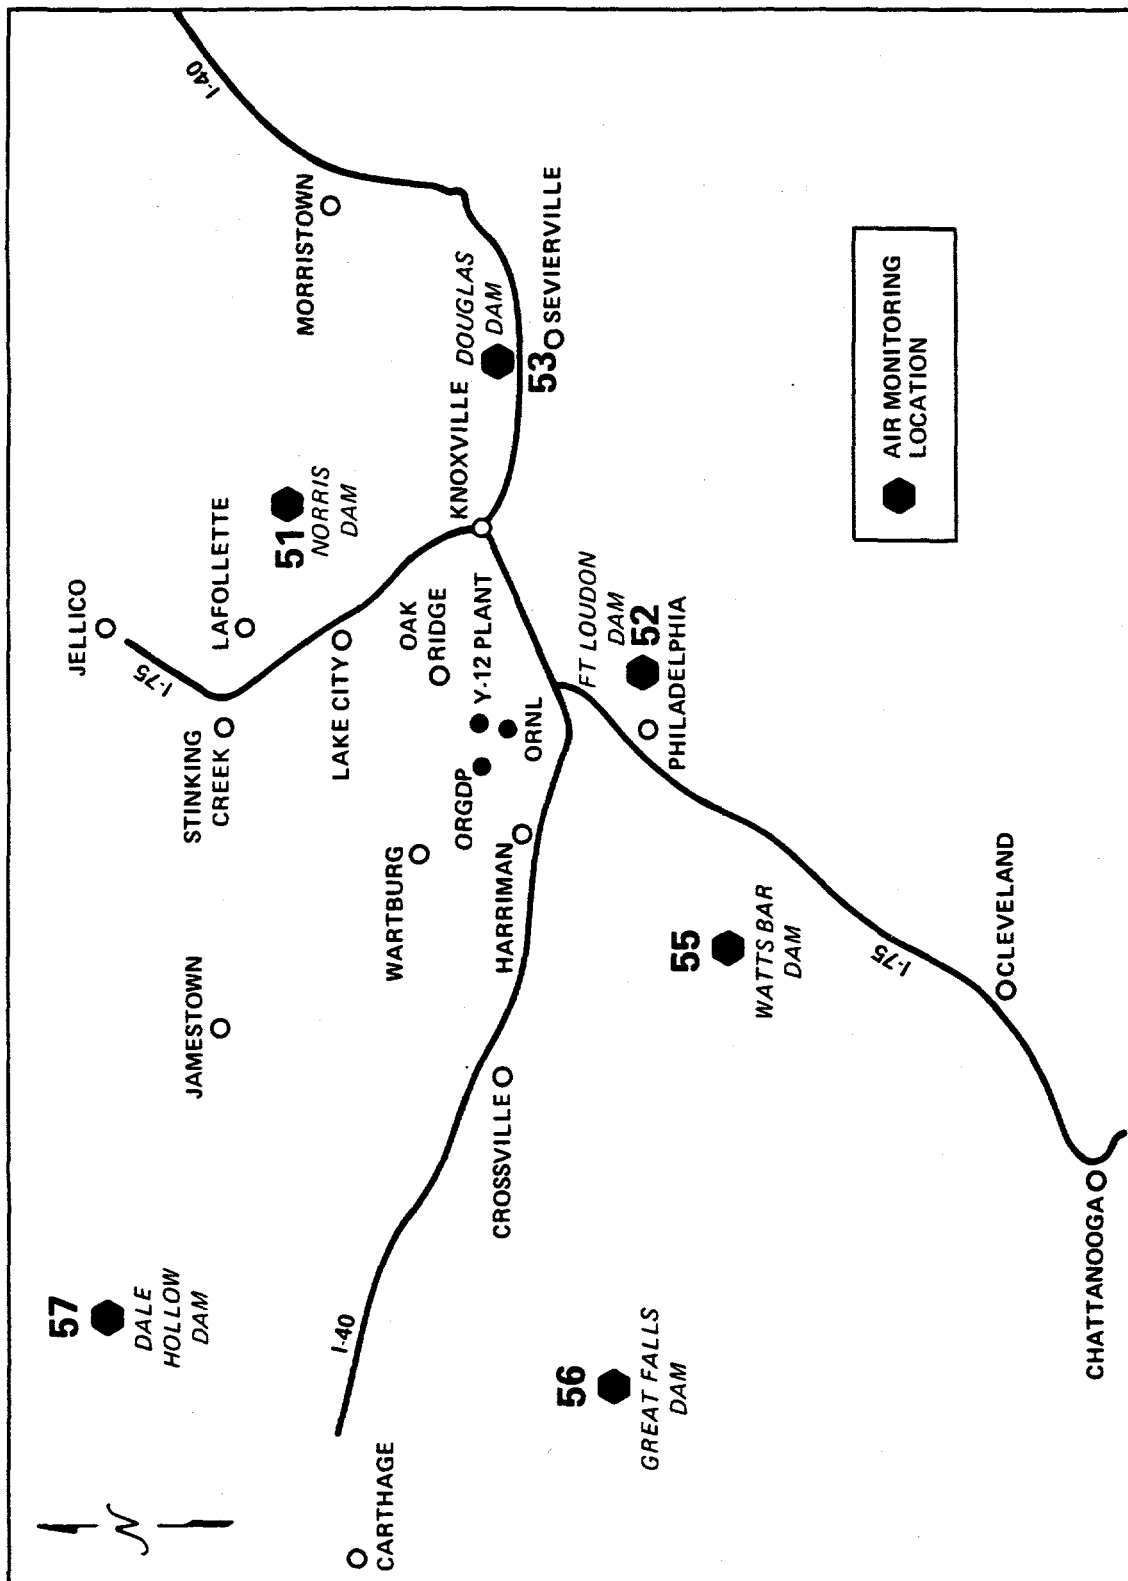 57
DALE
HOLLOW
DAM
JAMESTOWN
STINKING
CREEK
JELLICO
I-75
LAFOLLETTE
51
NORRIS
DAM
MORRISTOWN
I-40
N
CARTHAGE
I-40
WARTBURG
LAKE CITY
OAK
RIDGE
ORGDP
Y-12 PLANT
ORNL
KNOXVILLE
DOUGLAS
DAM
53
SEVIERVILLE
CROSSVILLE
HARRIMAN
56
GREAT FALLS
DAM
FT LOUDON
DAM
52
PHILADELPHIA
55
WATTS BAR
DAM
I-75
CLEVELAND
CHATTANOOGA
AIR MONITORING
LOCATION